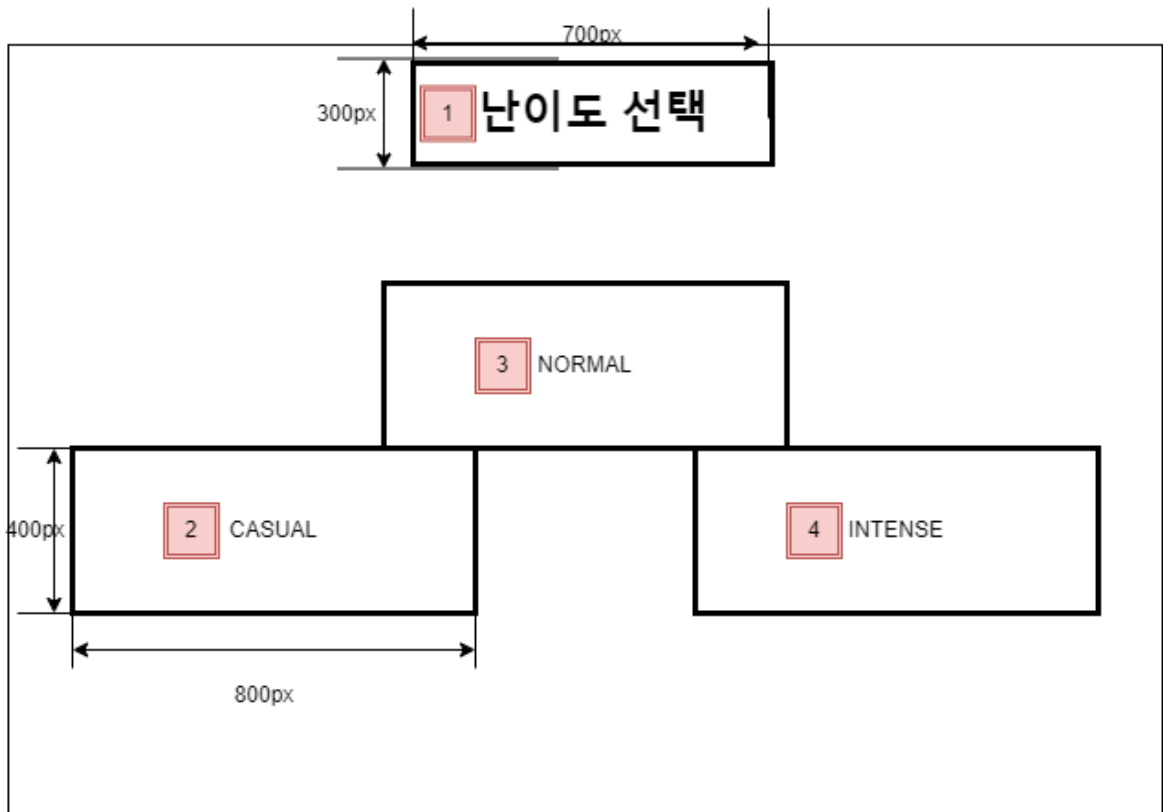 700px
300px
1 난이도 선택
3 NORMAL
400px
2 CASUAL
4 INTENSE
800px